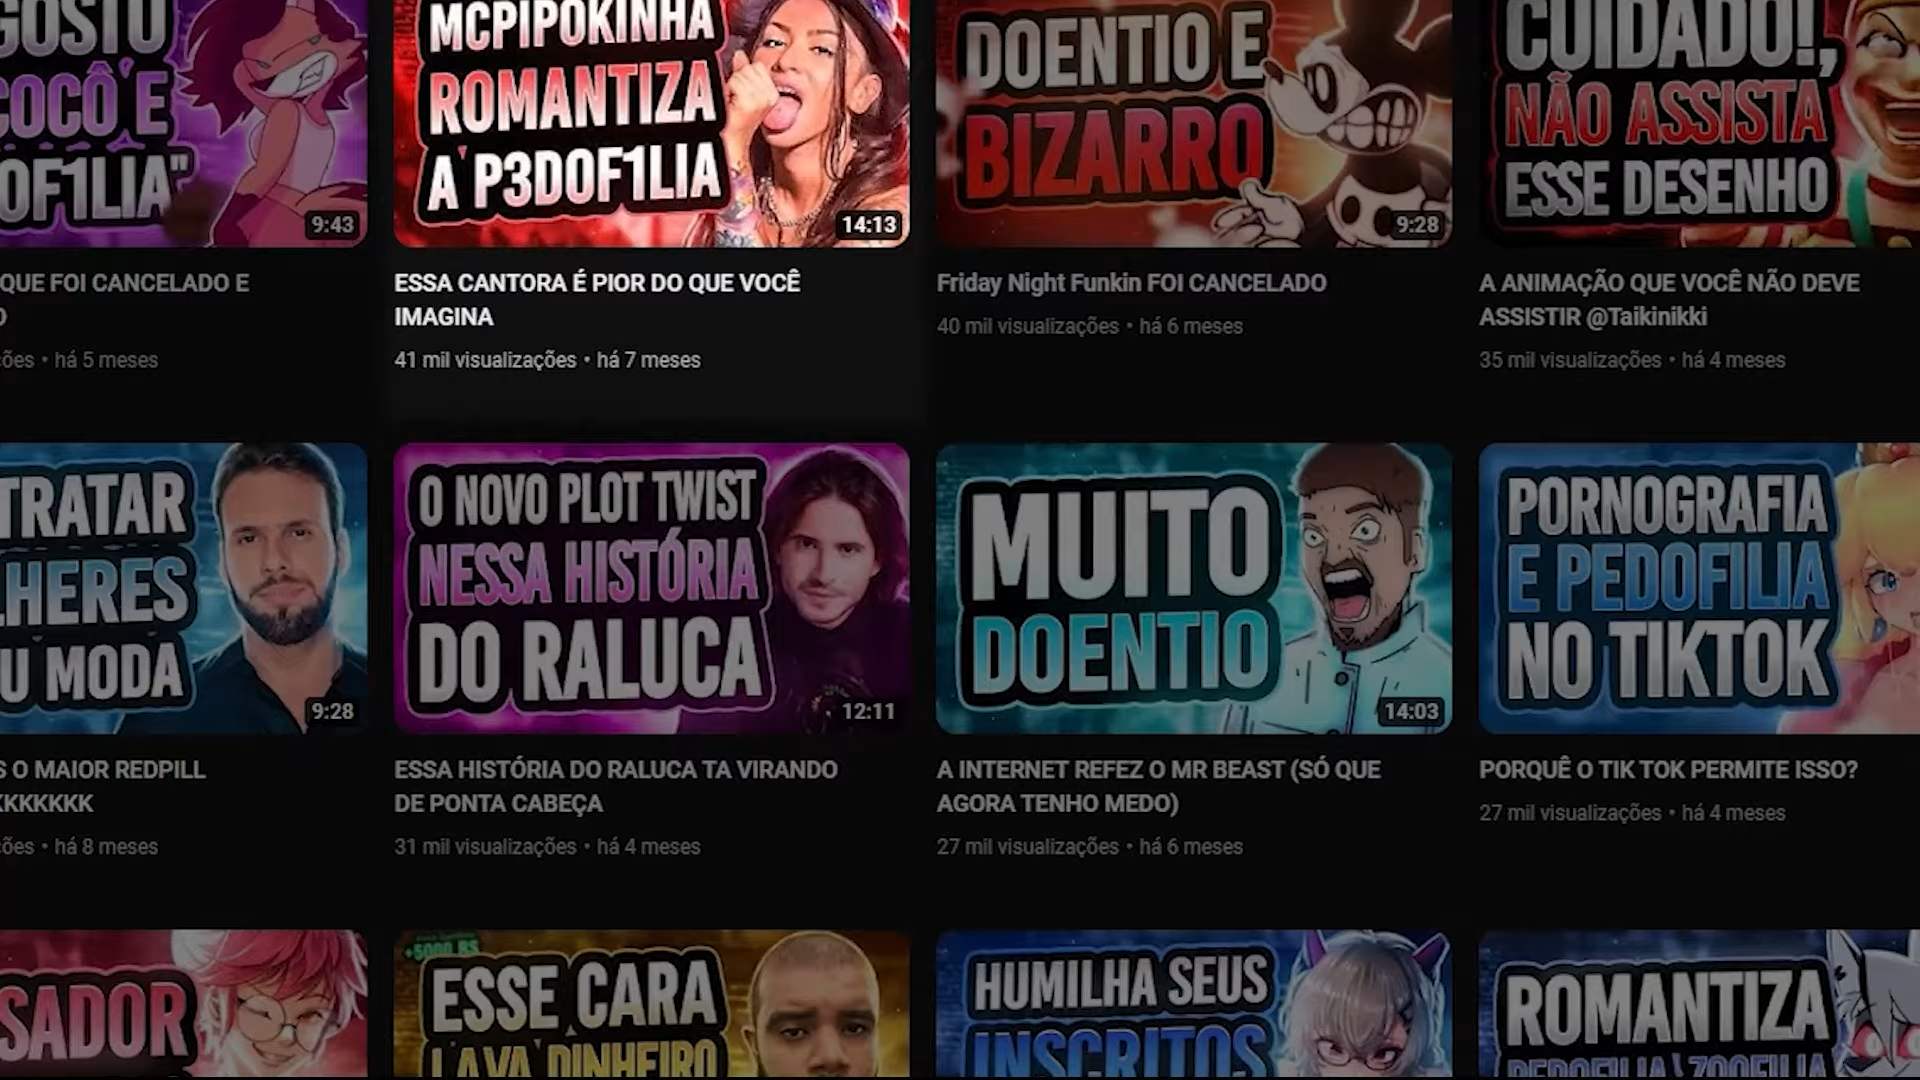 GOSTO
COCÔ E
OF1LIA"
9:43
QUE FOI CANCELADO E
ões • há 5 meses
MCPIPOKINHA
ROMANTIZA
A P3DOF1LIA
14:13
ESSA CANTORA É PIOR DO QUE VOCÊ
IMAGINA
41 mil visualizações • há 7 meses
DOENTIO E
BIZARRO
9:28
Friday Night Funkin FOI CANCELADO
40 mil visualizações • há 6 meses
CUIDADO!,
NÃO ASSISTA
ESSE DESENHO
A ANIMAÇÃO QUE VOCÊ NÃO DEVE
ASSISTIR @Taikinikki
35 mil visualizações • há 4 meses
TRATAR
LHERES
U MODA
9:28
S O MAIOR REDPILL
KKKKKKK
ões • há 8 meses
O NOVO PLOT TWIST
NESSA HISTÓRIA
DO RALUCA
12:11
ESSA HISTÓRIA DO RALUCA TA VIRANDO
DE PONTA CABEÇA
31 mil visualizações • há 4 meses
MUITO
DOENTIO
14:03
A INTERNET REFEZ O MR BEAST (SÓ QUE
AGORA TENHO MEDO)
27 mil visualizações • há 6 meses
PORNOGRAFIA
E PEDOFILIA
NO TIKTOK
PORQUÊ O TIK TOK PERMITE ISSO?
27 mil visualizações • há 4 meses
SADOR
+5000 R$
ESSE CARA
LAVA DINHEIRO
HUMILHA SEUS
INSCRITOS
ROMANTIZA
PEDOFILIA\ZOOFILIA